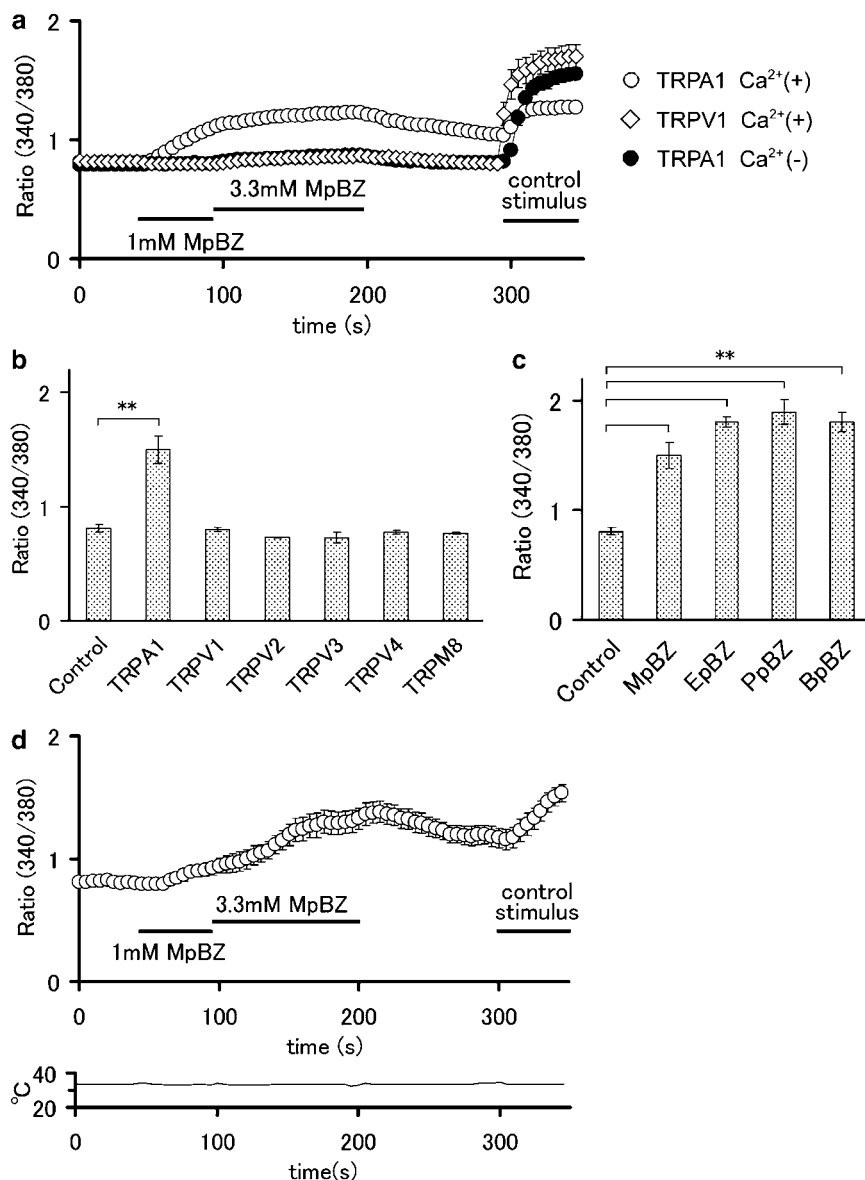 a
2
1
0
Ratio (340/380)
3.3mM MpBZ
1mM MpBZ
control
stimulus
0
100
200
300
time (s)
TRPA1 Ca²⁺(+)
TRPV1 Ca²⁺(+)
TRPA1 Ca²⁺(-)
b
2
1
0
Ratio (340/380)
**
Control
TRPA1
TRPV1
TRPV2
TRPV3
TRPV4
TRPM8
c
2
1
0
Ratio (340/380)
**
Control
MpBZ
EpBZ
PpBZ
BpBZ
d
2
1
0
Ratio (340/380)
3.3mM MpBZ
1mM MpBZ
control
stimulus
0
100
200
300
time (s)
℃
40
20
0
100
200
300
time(s)